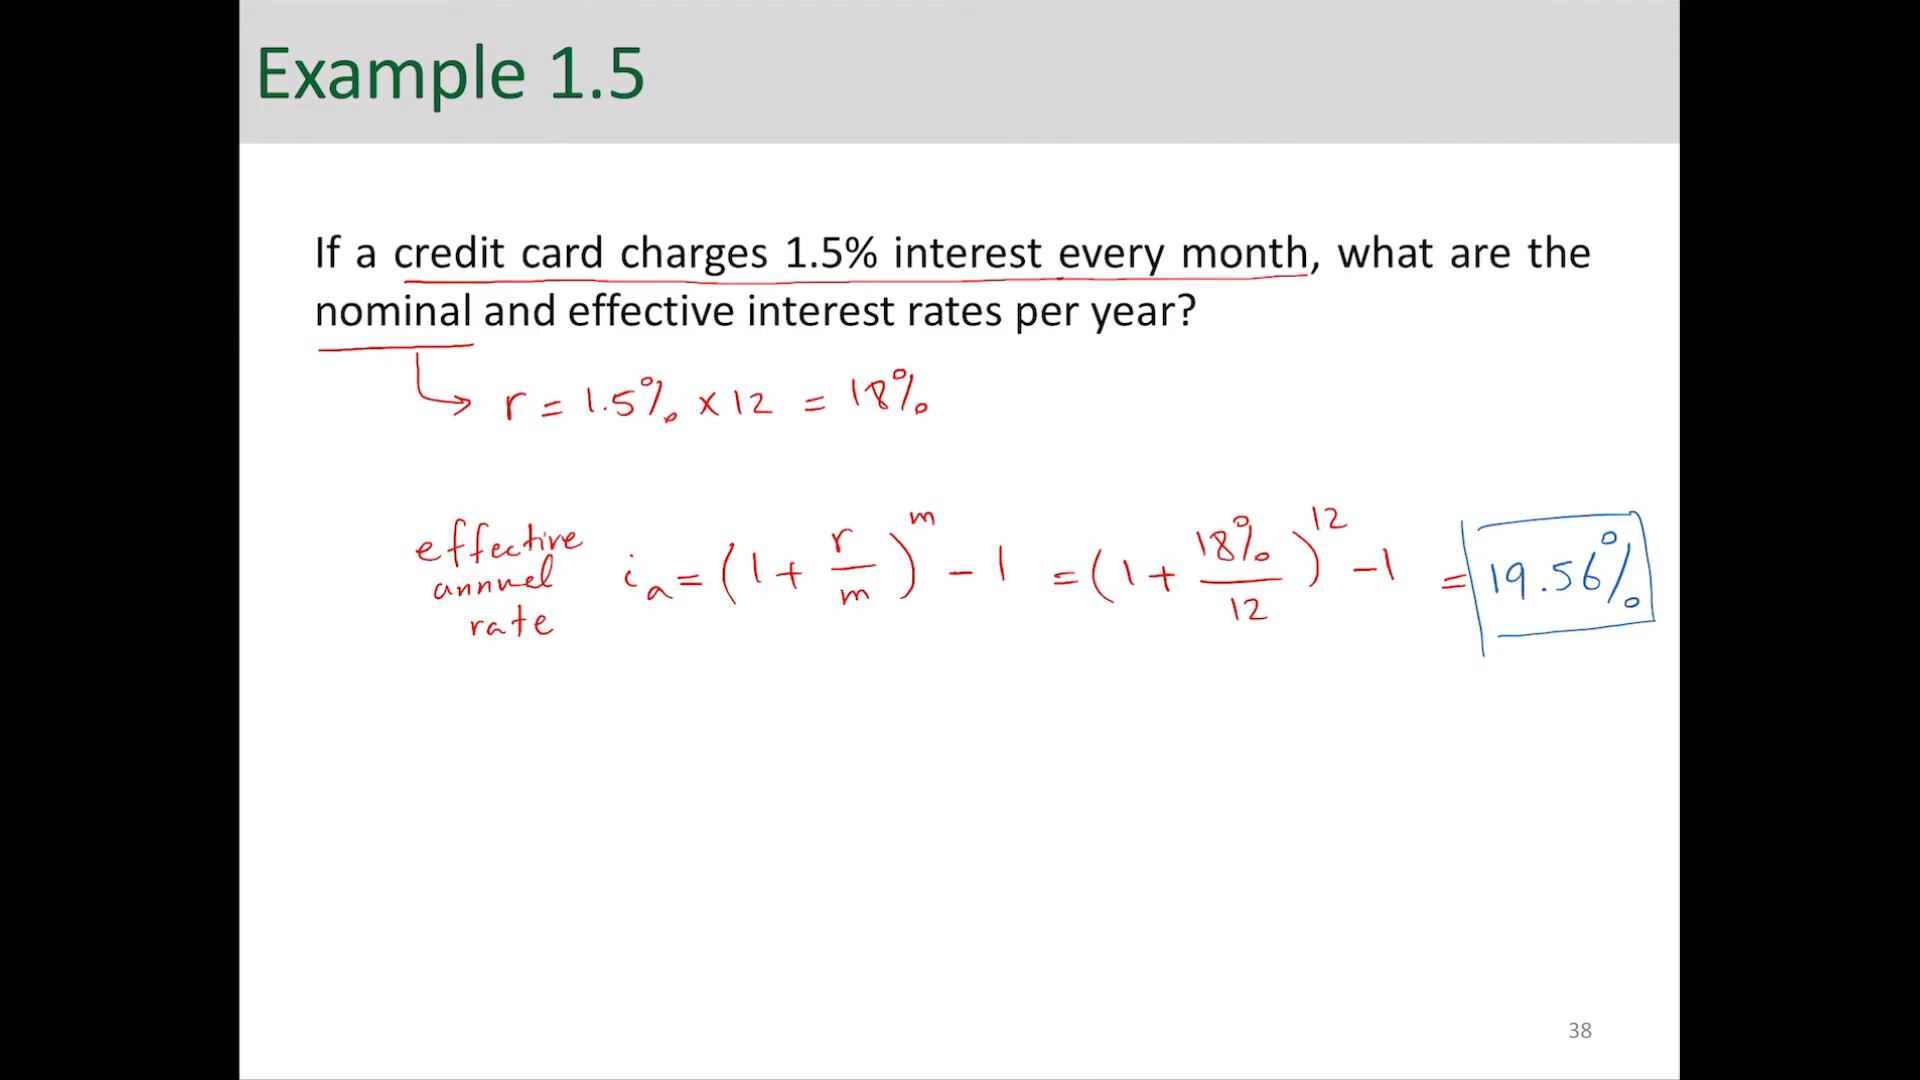 Example 1.5
If a credit card charges 1.5% interest every month, what are the
nominal and effective interest rates per year?
r = 1.5% x 12 = 18%
effective
annuel
rate
i_a = (1 + r/m)^m - 1 = (1 + 18%/12)^12 - 1 = 19.56%
38